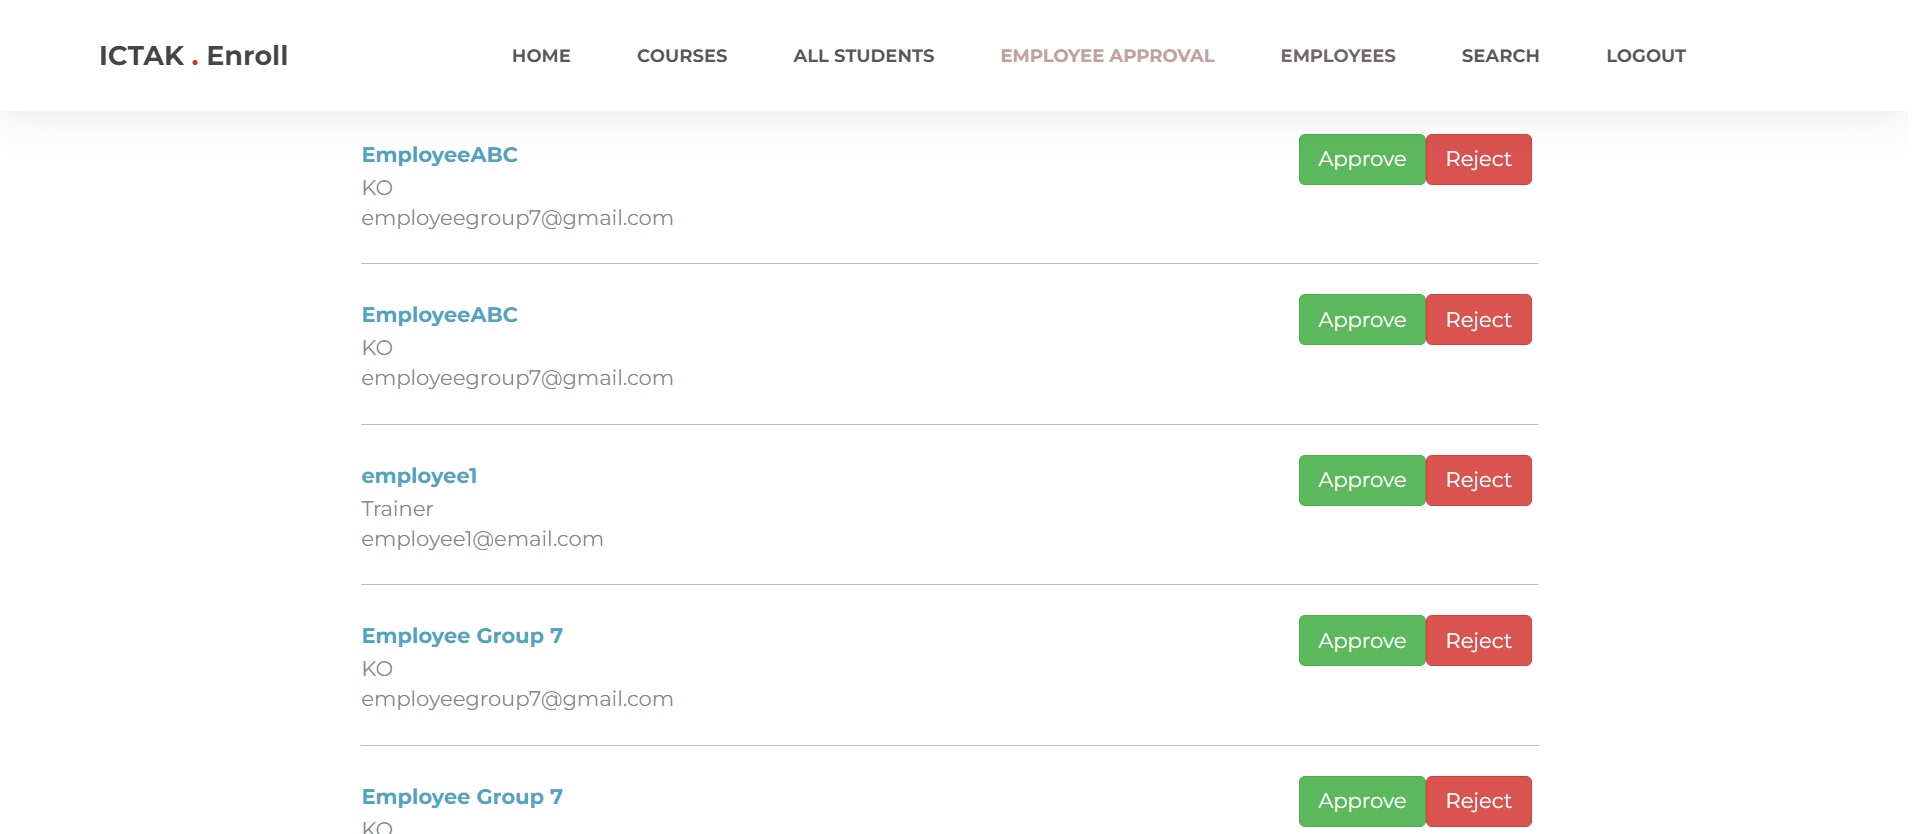 ICTAK . Enroll HOME COURSES ALL STUDENTS EMPLOYEE APPROVAL EMPLOYEES SEARCH LOGOUT
EmployeeABC Approve Reject
KO
employeegroup7@gmail.com
EmployeeABC Approve Reject
KO
employeegroup7@gmail.com
employee1 Approve Reject
Trainer
employee1@email.com
Employee Group 7 Approve Reject
KO
employeegroup7@gmail.com
Employee Group 7 Approve Reject
KO